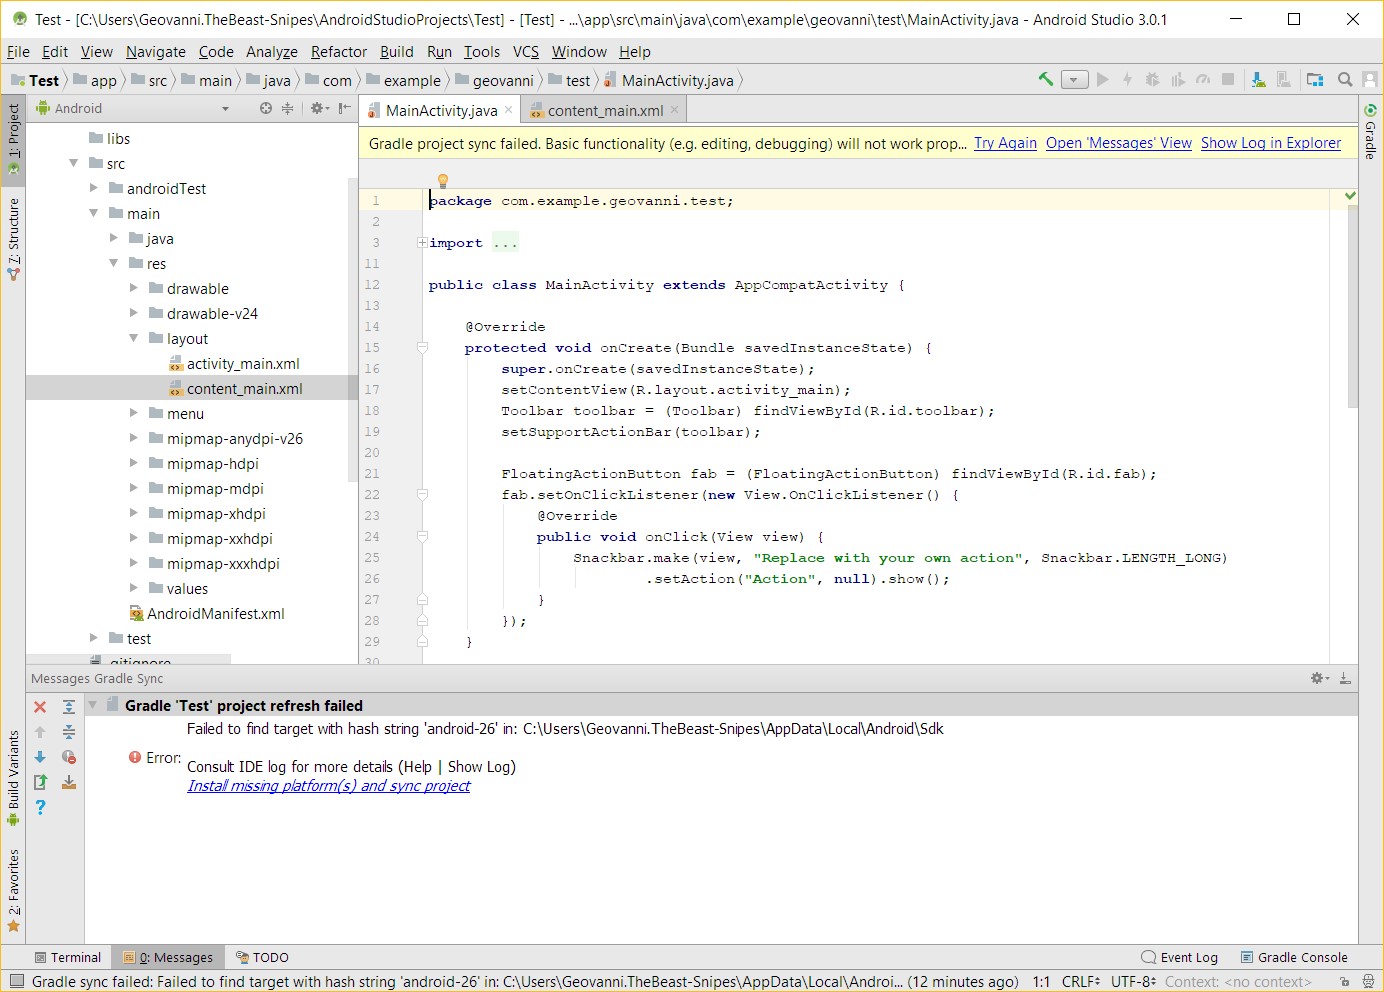 Test - [C:\Users\Geovanni.TheBeast-Snipes\AndroidStudioProjects\Test] - [Test] - ...\app\src\main\java\com\example\geovanni\test\MainActivity.java - Android Studio 3.0.1
File Edit View Navigate Code Analyze Refactor Build Run Tools VCS Window Help
Test app src main java com example geovanni test MainActivity.java
1: Project
7: Structure
Build Variants
2: Favorites
Android
libs
src
androidTest
main
java
res
drawable
drawable-v24
layout
activity_main.xml
content_main.xml
menu
mipmap-anydpi-v26
mipmap-hdpi
mipmap-mdpi
mipmap-xhdpi
mipmap-xxhdpi
mipmap-xxxhdpi
values
AndroidManifest.xml
test
.gitignore
MainActivity.java content_main.xml
Gradle
Gradle project sync failed. Basic functionality (e.g. editing, debugging) will not work prop... Try Again Open 'Messages' View Show Log in Explorer
1 package com.example.geovanni.test;
2
3 import ...
11
12 public class MainActivity extends AppCompatActivity {
13
14 @Override
15 protected void onCreate(Bundle savedInstanceState) {
16 super.onCreate(savedInstanceState);
17 setContentView(R.layout.activity_main);
18 Toolbar toolbar = (Toolbar) findViewById(R.id.toolbar);
19 setSupportActionBar(toolbar);
20
21 FloatingActionButton fab = (FloatingActionButton) findViewById(R.id.fab);
22 fab.setOnClickListener(new View.OnClickListener() {
23 @Override
24 public void onClick(View view) {
25 Snackbar.make(view, "Replace with your own action", Snackbar.LENGTH_LONG)
26 .setAction("Action", null).show();
27 }
28 });
29 }
30
Messages Gradle Sync
Gradle 'Test' project refresh failed
Failed to find target with hash string 'android-26' in: C:\Users\Geovanni.TheBeast-Snipes\AppData\Local\Android\Sdk
Error:
Consult IDE log for more details (Help | Show Log)
Install missing platform(s) and sync project
Terminal 0: Messages TODO Event Log Gradle Console
Gradle sync failed: Failed to find target with hash string 'android-26' in: C:\Users\Geovanni.TheBeast-Snipes\AppData\Local\Androi... (12 minutes ago) 1:1 CRLF UTF-8 Context: <no context>